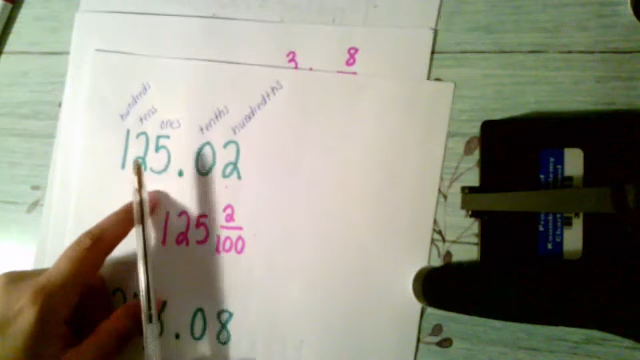 3. 8
hundreds tens ones tenths hundredths
125.02
125 2/100
.08